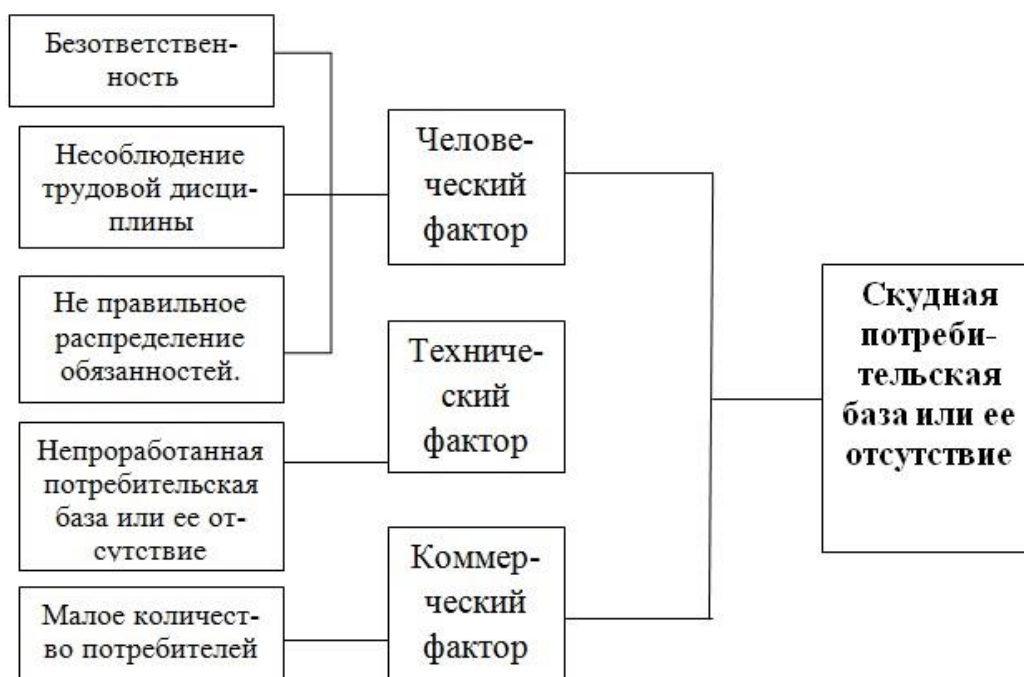 Безответствен-
ность
Несоблюдение
трудовой дисци-
плины
Не правильное
распределение
обязанностей.
Непроработанная
потребительская
база или ее от-
сутствие
Малое количест-
во потребителей
Челове-
ческий
фактор
Техниче-
ский
фактор
Коммер-
ческий
фактор
Скудная
потреби-
тельская
база или ее
отсутствие